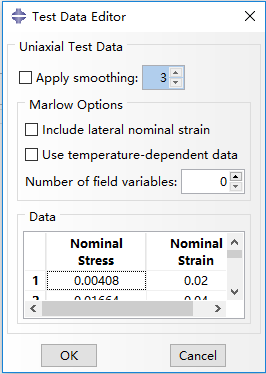 Test Data Editor
Uniaxial Test Data
Apply smoothing: 3
Marlow Options
Include lateral nominal strain
Use temperature-dependent data
Number of field variables: 0
Data
Nominal Stress Nominal Strain
1 0.00408 0.02
2 0.01664 0.04
OK Cancel